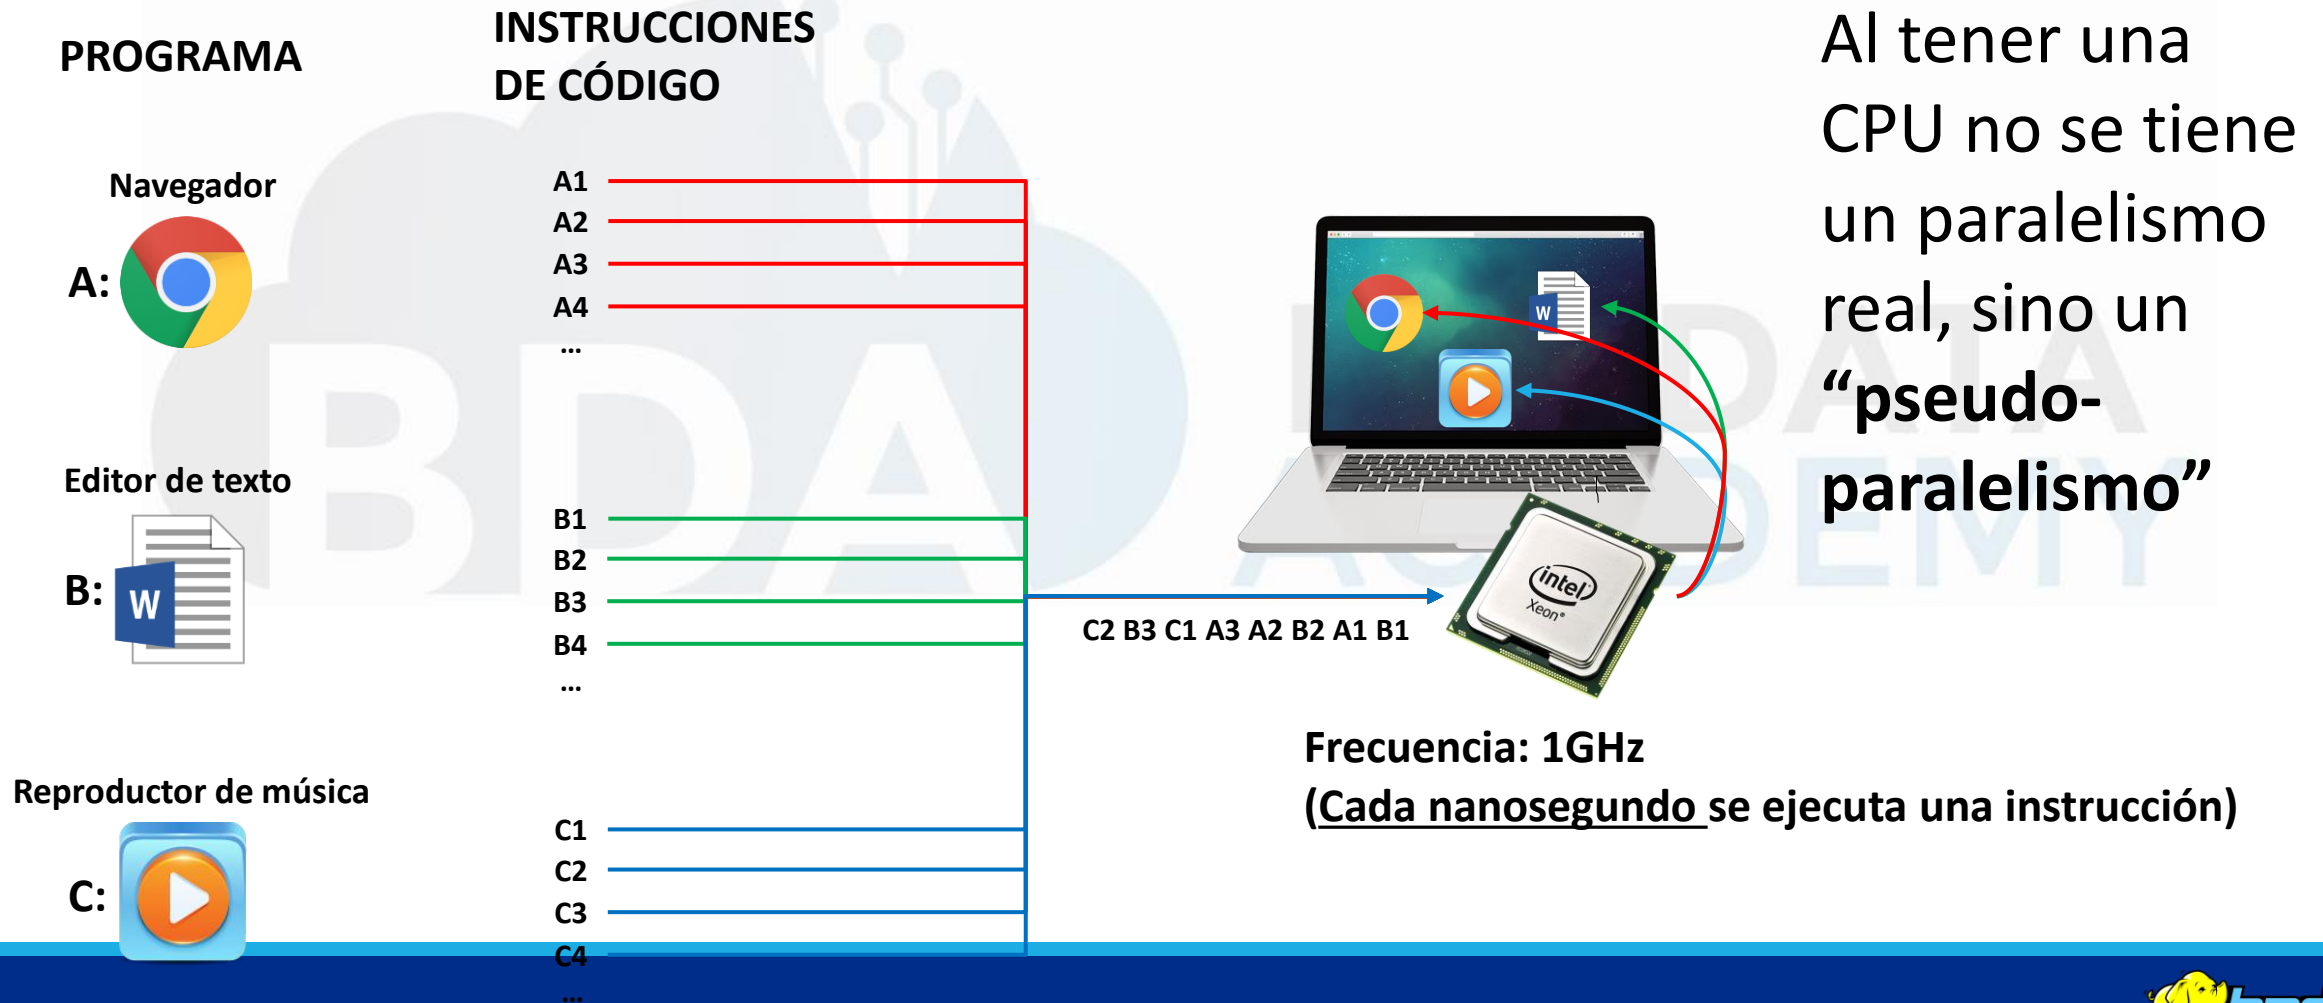 PROGRAMA
INSTRUCCIONES
DE CÓDIGO
Navegador
A:
A1
A2
A3
A4
...
Editor de texto
B:
W
B1
B2
B3
B4
...
Reproductor de música
C:
C1
C2
C3
C4
...
C2 B3 C1 A3 A2 B2 A1 B1
W
intel
Xeon®
Frecuencia: 1GHz
(Cada nanosegundo se ejecuta una instrucción)
Al tener una
CPU no se tiene
un paralelismo
real, sino un
“pseudo-
paralelismo”
BDA
DATA